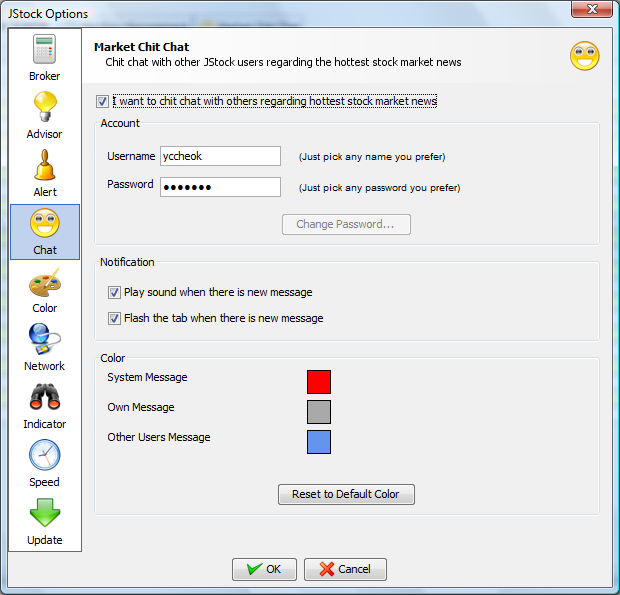 JStock Options
Broker
Advisor
Alert
Chat
Color
Network
Indicator
Speed
Update
Market Chit Chat
Chit chat with other JStock users regarding the hottest stock market news
I want to chit chat with others regarding hottest stock market news
Account
Username yccheok (Just pick any name you prefer)
Password ●●●●●●● (Just pick any password you prefer)
Change Password...
Notification
Play sound when there is new message
Flash the tab when there is new message
Color
System Message
Own Message
Other Users Message
Reset to Default Color
OK Cancel